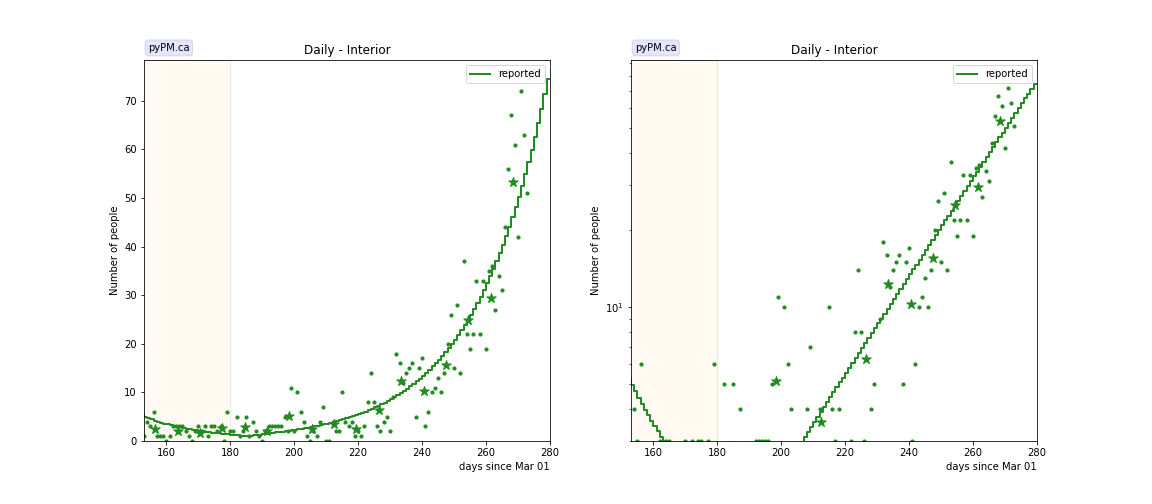 pyPM.ca
Daily - Interior
reported
Number of people
0
10
20
30
40
50
60
70
160
180
200
220
240
260
280
days since Mar 01
pyPM.ca
Daily - Interior
reported
Number of people
10¹
160
180
200
220
240
260
280
days since Mar 01